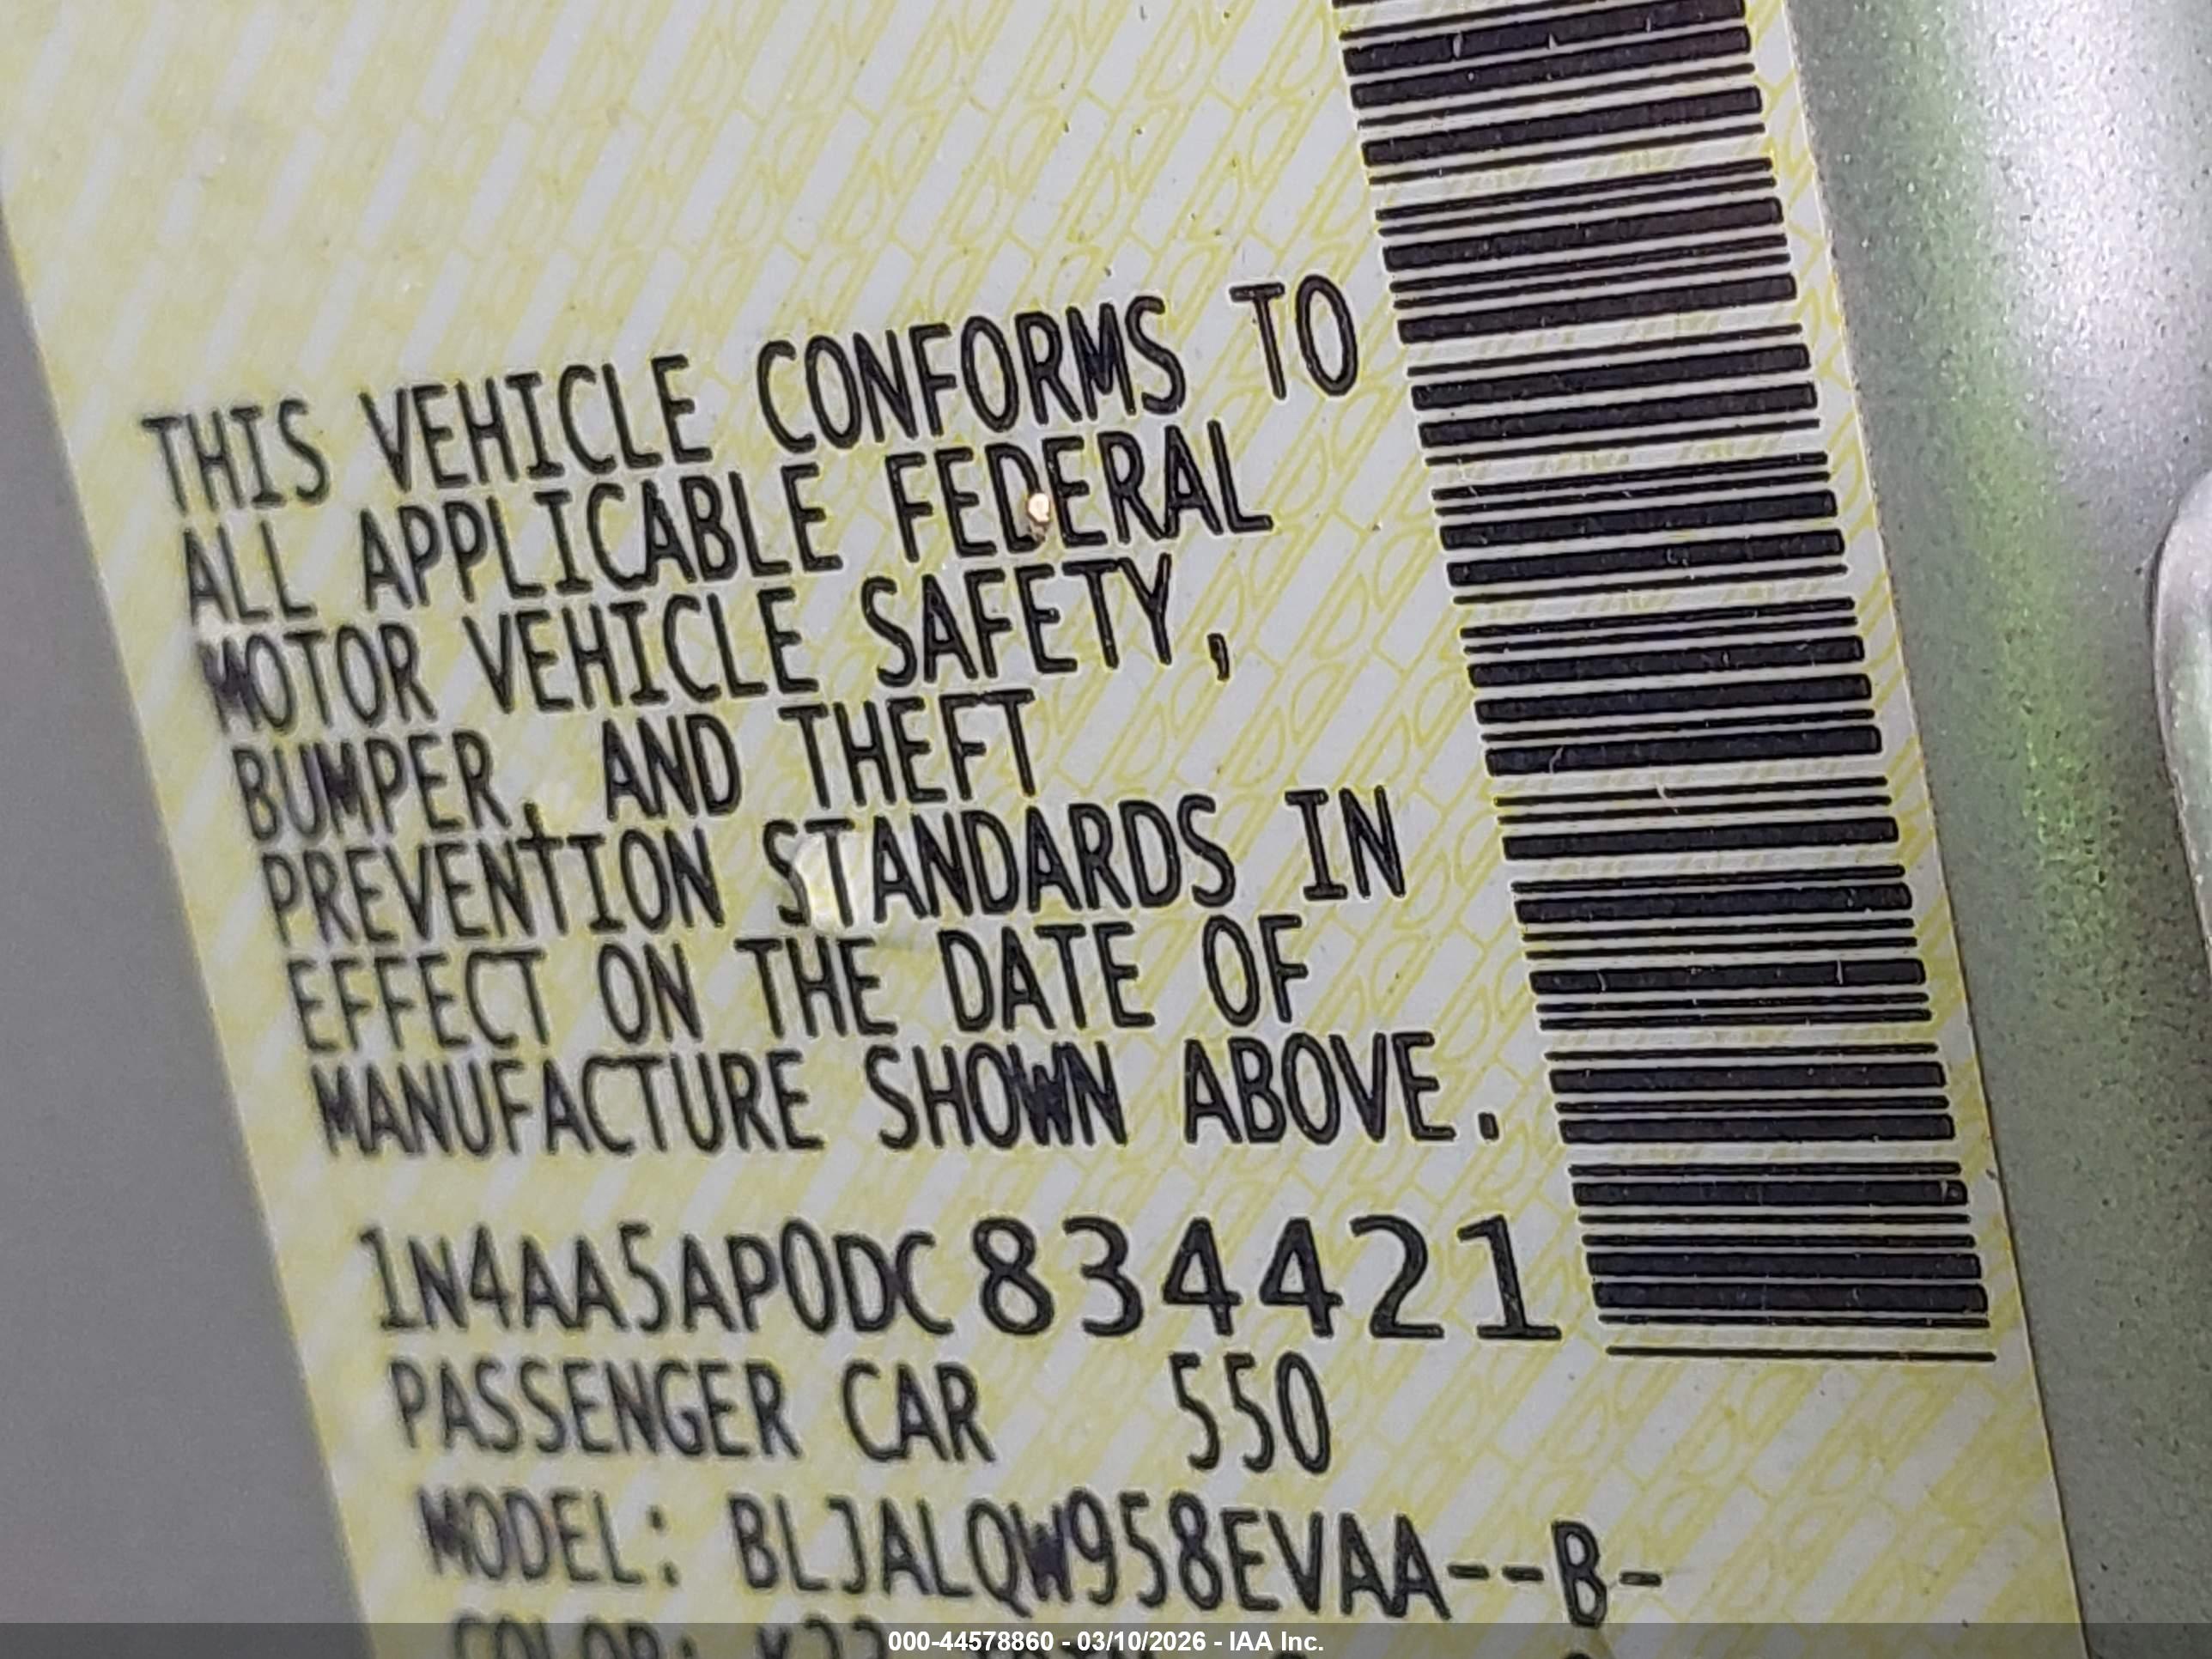 THIS VEHICLE CONFORMS TO
ALL APPLICABLE FEDERAL
MOTOR VEHICLE SAFETY,
BUMPER, AND THEFT
PREVENTION STANDARDS IN
EFFECT ON THE DATE OF
MANUFACTURE SHOWN ABOVE.
1N4AA5AP0DC834421
PASSENGER CAR 550
MODEL: BLJALQW958EVAA---B-
COLOR:
000-44578860 - 03/10/2026 - IAA Inc.